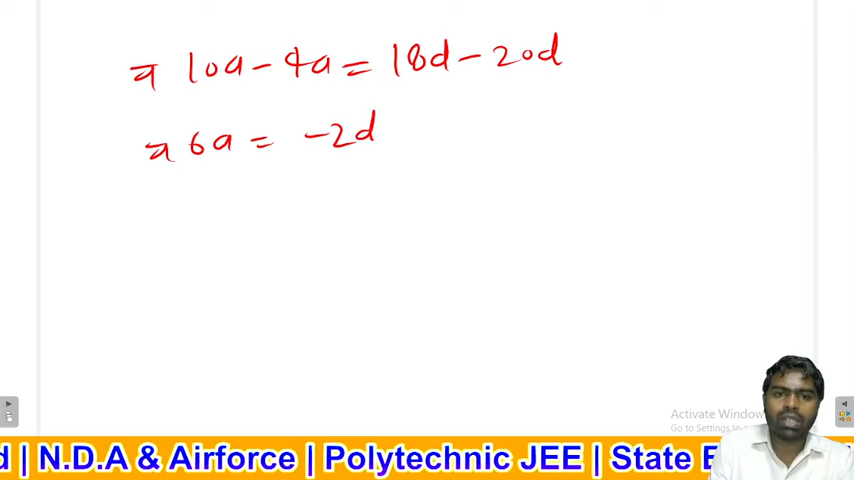 ⇒ 10a - 4a = 18d - 20d
⇒ 6a = -2d
Activate Window
Go to Settings to a
d | N.D.A & Airforce | Polytechnic JEE | State